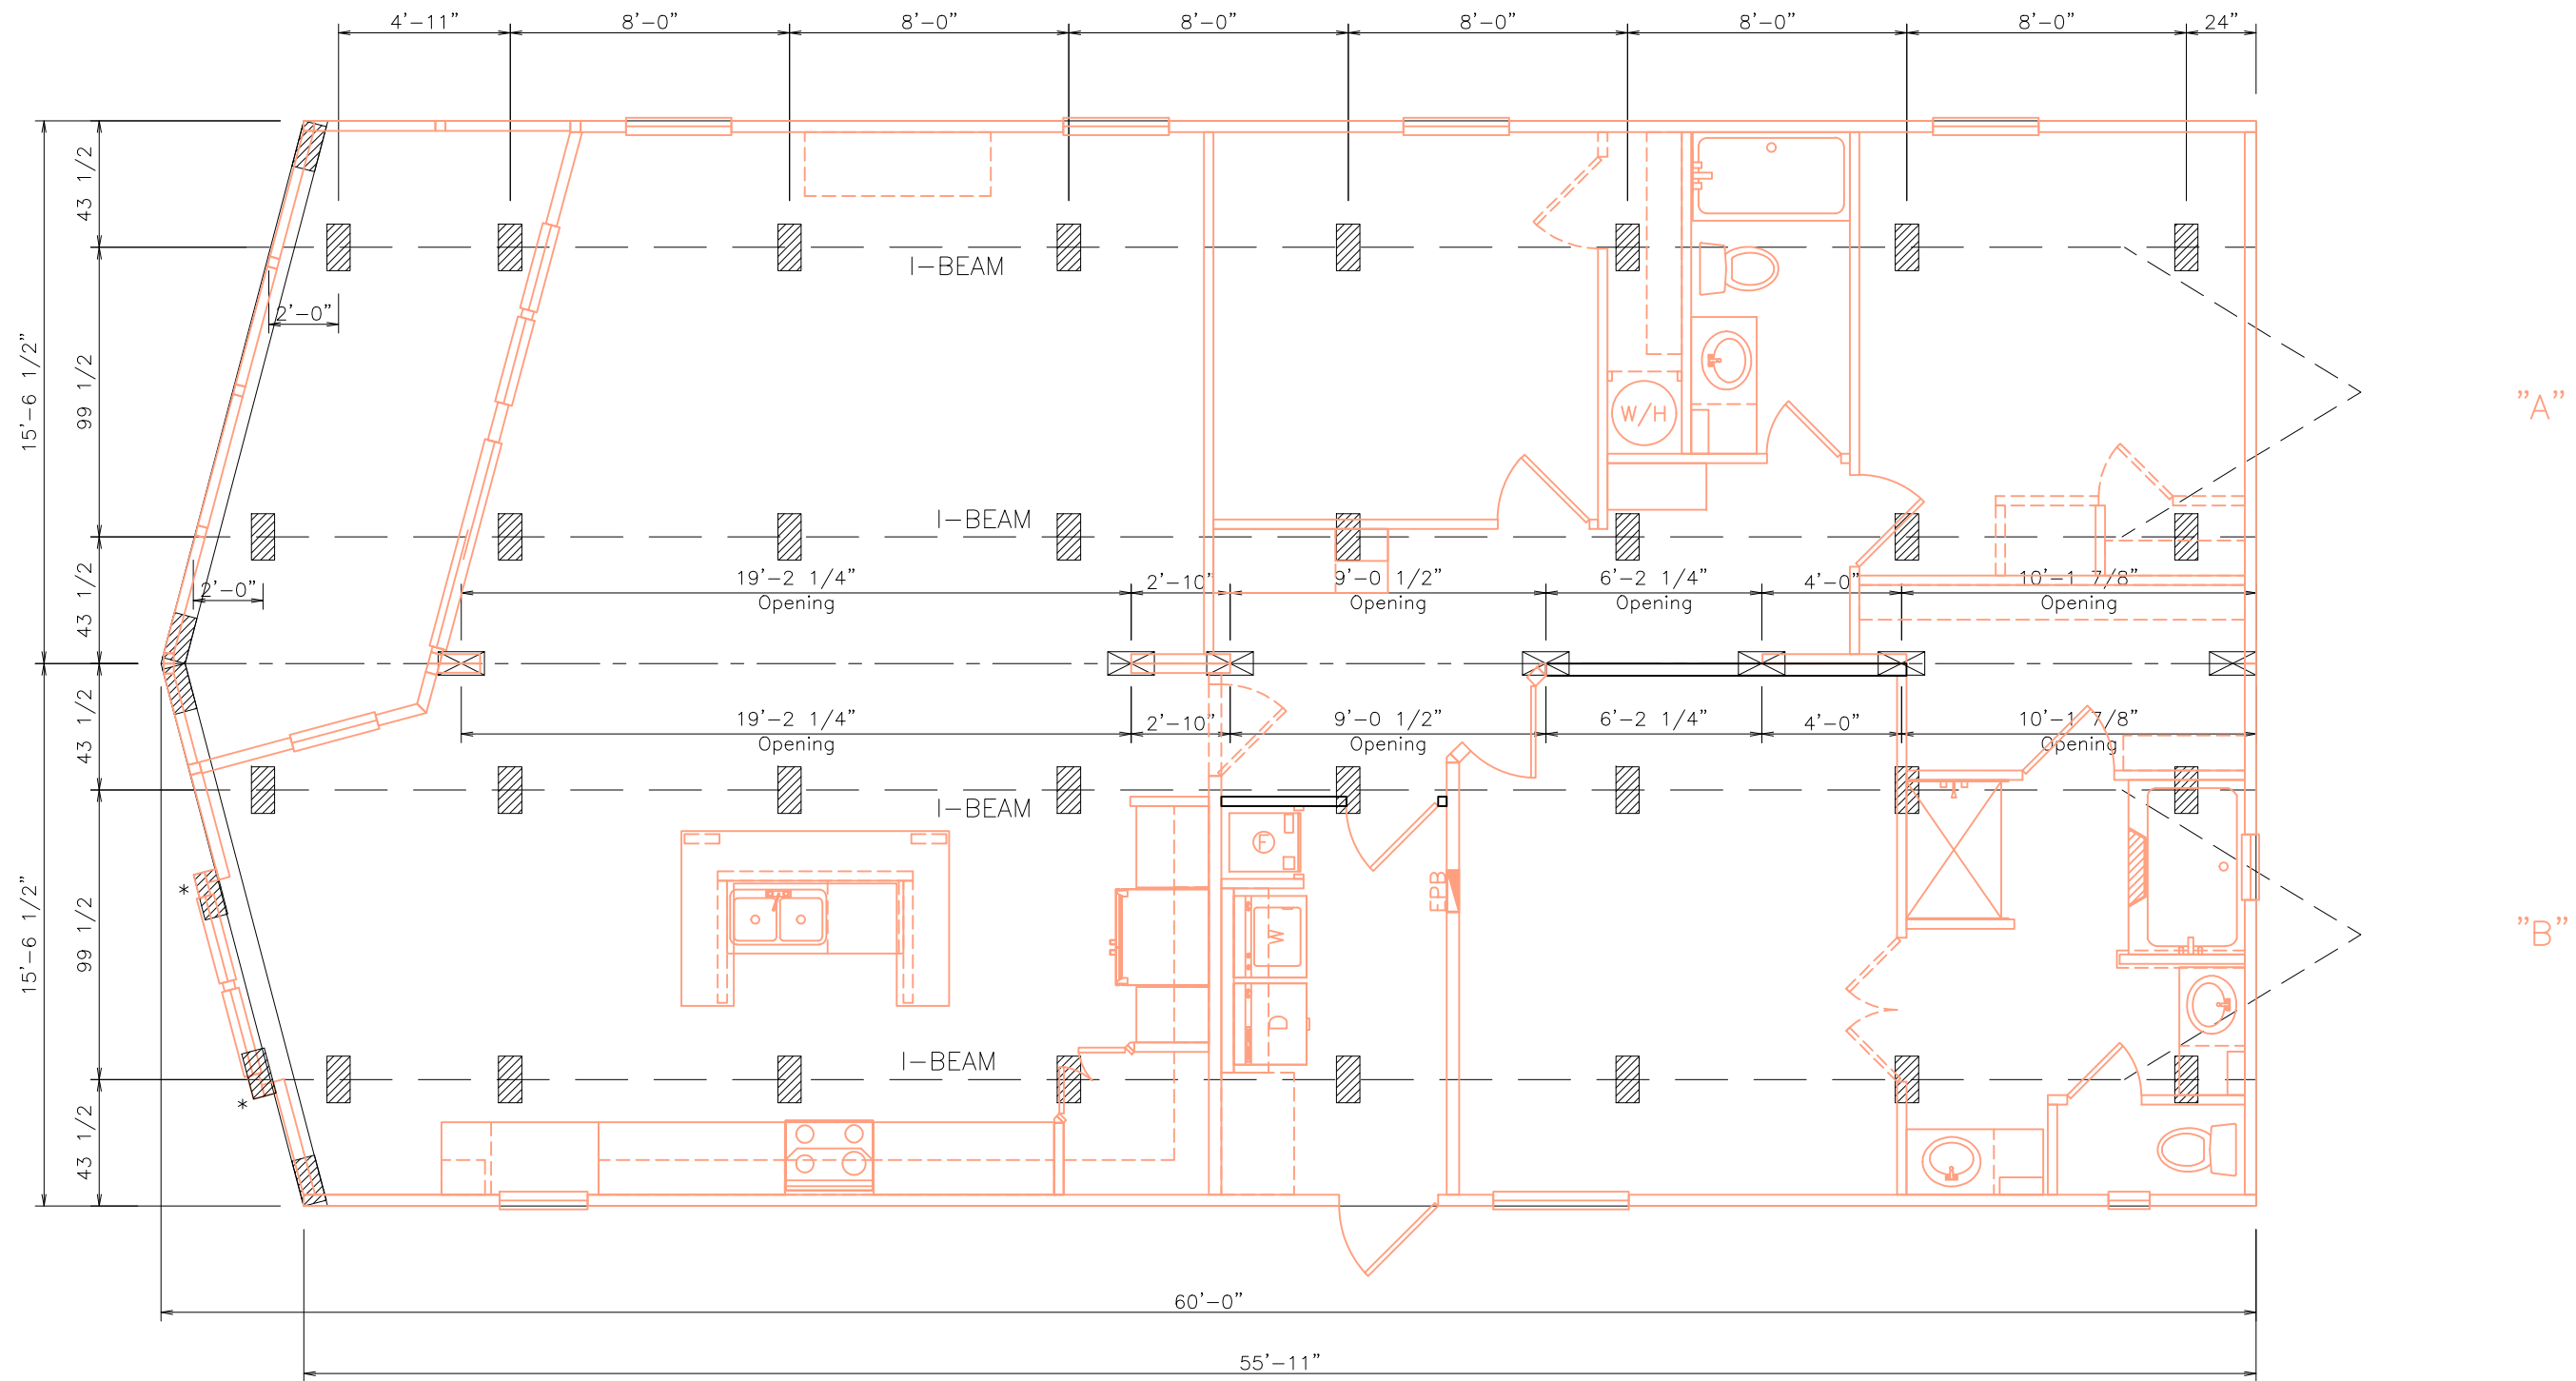 4'-11" 8'-0" 8'-0" 8'-0" 8'-0" 8'-0" 8'-0" 24"
43 1/2
I-BEAM
2'-0"
15'-6 1/2"
99 1/2
W/H
"A"
I-BEAM
43 1/2
2'-0"
19'-2 1/4" 2'-10" 9'-0 1/2" 6'-2 1/4" 4'-0" 10'-1 7/8"
Opening Opening Opening Opening
43 1/2
19'-2 1/4" 2'-10" 9'-0 1/2" 6'-2 1/4" 4'-0" 10'-1 7/8"
Opening Opening Opening
I-BEAM
F
*
EPB
15'-6 1/2"
99 1/2
W
"B"
D
I-BEAM
*
43 1/2
60'-0"
55'-11"